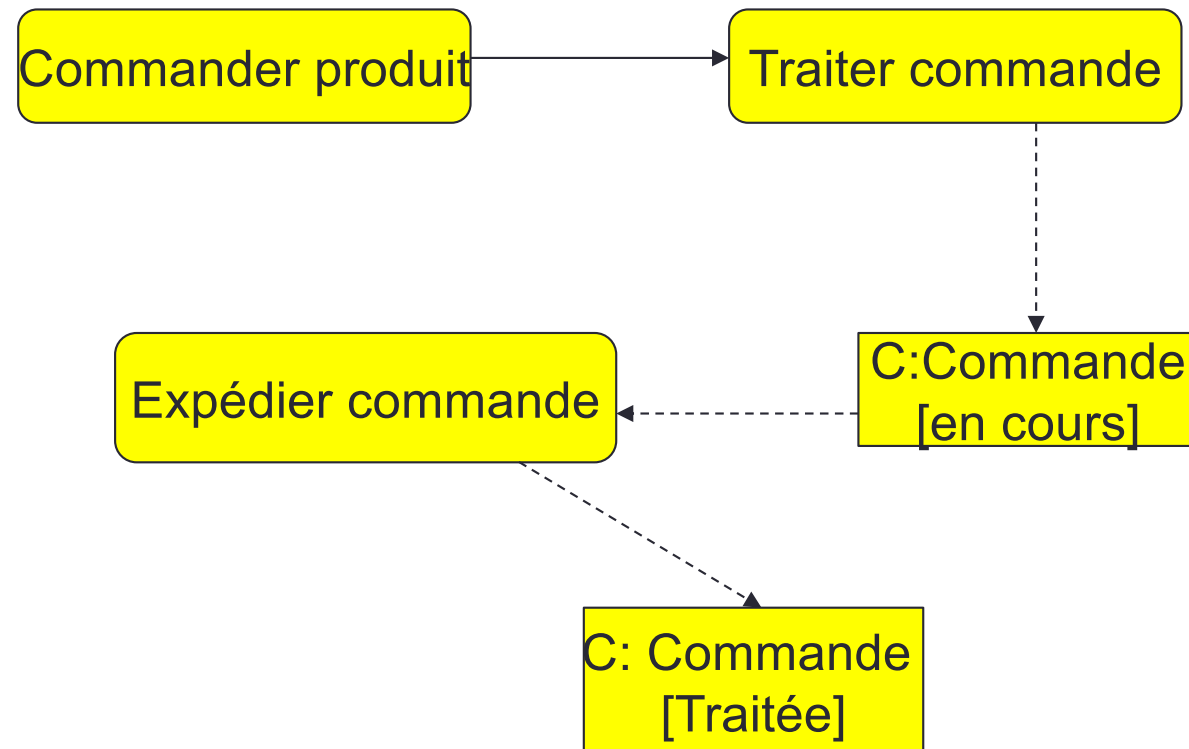 Commander produit
Traiter commande
Expédier commande
C:Commande
[en cours]
C: Commande
[Traitée]